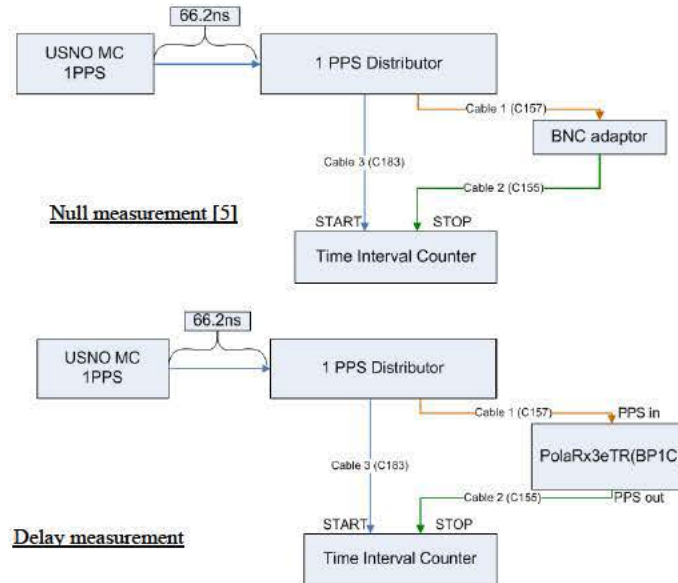 66.2ns
USNO MC
1PPS
1 PPS Distributor
Cable 1 (C157)
BNC adaptor
Cable 3 (C183)
Cable 2 (C155)
Null measurement [5]
START
STOP
Time Interval Counter
66.2ns
USNO MC
1PPS
1 PPS Distributor
Cable 1 (C157)
PPS in
PolaRx3eTR(BP1C
Cable 3 (C183)
Cable 2 (C155)
PPS out
START
STOP
Delay measurement
Time Interval Counter